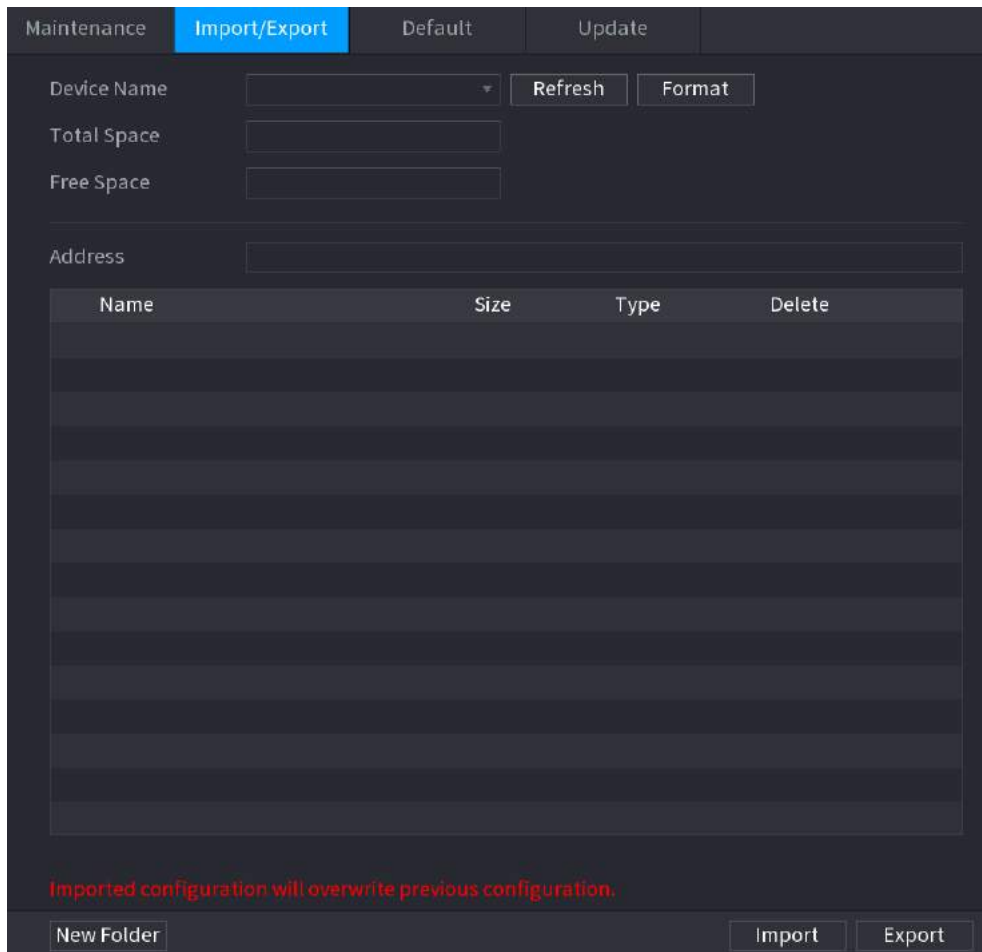 Maintenance Import/Export Default Update
Device Name Refresh Format
Total Space
Free Space
Address
Name Size Type Delete
Imported configuration will overwrite previous configuration.
New Folder Import Export